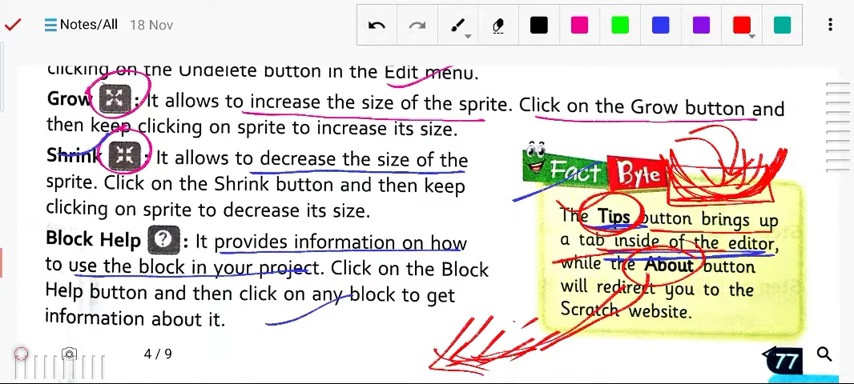 Notes/All 18 Nov
clicking on the Undelete button in the Edit menu.
Grow : It allows to increase the size of the sprite. Click on the Grow button and
then keep clicking on sprite to increase its size.
Shrink : It allows to decrease the size of the
sprite. Click on the Shrink button and then keep
clicking on sprite to decrease its size.
Block Help ? : It provides information on how
to use the block in your project. Click on the Block
Help button and then click on any block to get
information about it.
Fact Byte
The Tips button brings up
a tab inside of the editor,
while the About button
will redirect you to the
Scratch website.
4 / 9
77